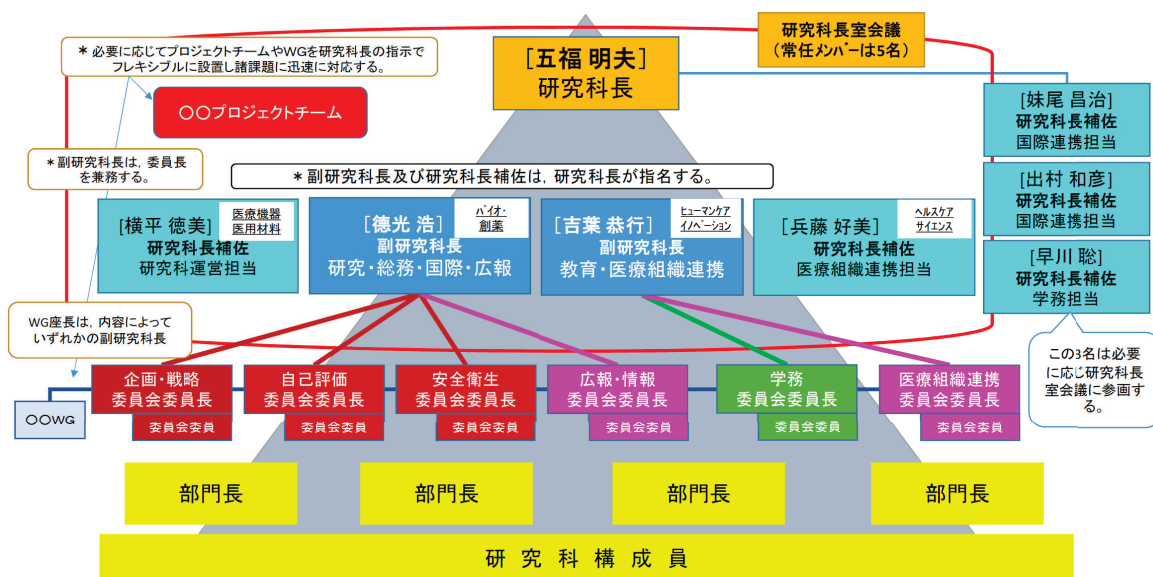 ＊必要に応じてプロジェクトチームやWGを研究科長の指示で
フレキシブルに設置し諸課題に迅速に対応する。
〇〇プロジェクトチーム
[五福 明夫]
研究科長
研究科長室会議
（常任メンバーは5名）
[妹尾 昌治]
研究科長補佐
国際連携担当
[出村 和彦]
研究科長補佐
国際連携担当
[早川 聡]
研究科長補佐
学務担当
＊副研究科長は，委員長
を兼務する。
＊副研究科長及び研究科長補佐は，研究科長が指名する。
[横平 徳美]
医療機器
医用材料
研究科長補佐
研究科運営担当
[德光 浩]
バイオ・
創薬
副研究科長
研究・総務・国際・広報
[吉葉 恭行]
ヒューマンケア
イノベーション
副研究科長
教育・医療組織連携
[兵藤 好美]
ヘルスケア
サイエンス
研究科長補佐
医療組織連携担当
WG座長は，内容によって
いずれかの副研究科長
この3名は必要
に応じ研究科長
室会議に参画す
る。
〇〇WG
企画・戦略
委員会委員長
委員会委員
自己評価
委員会委員長
委員会委員
安全衛生
委員会委員長
委員会委員
広報・情報
委員会委員長
委員会委員
学務
委員会委員長
委員会委員
医療組織連携
委員会委員長
委員会委員
部門長
部門長
部門長
部門長
研究科構成員